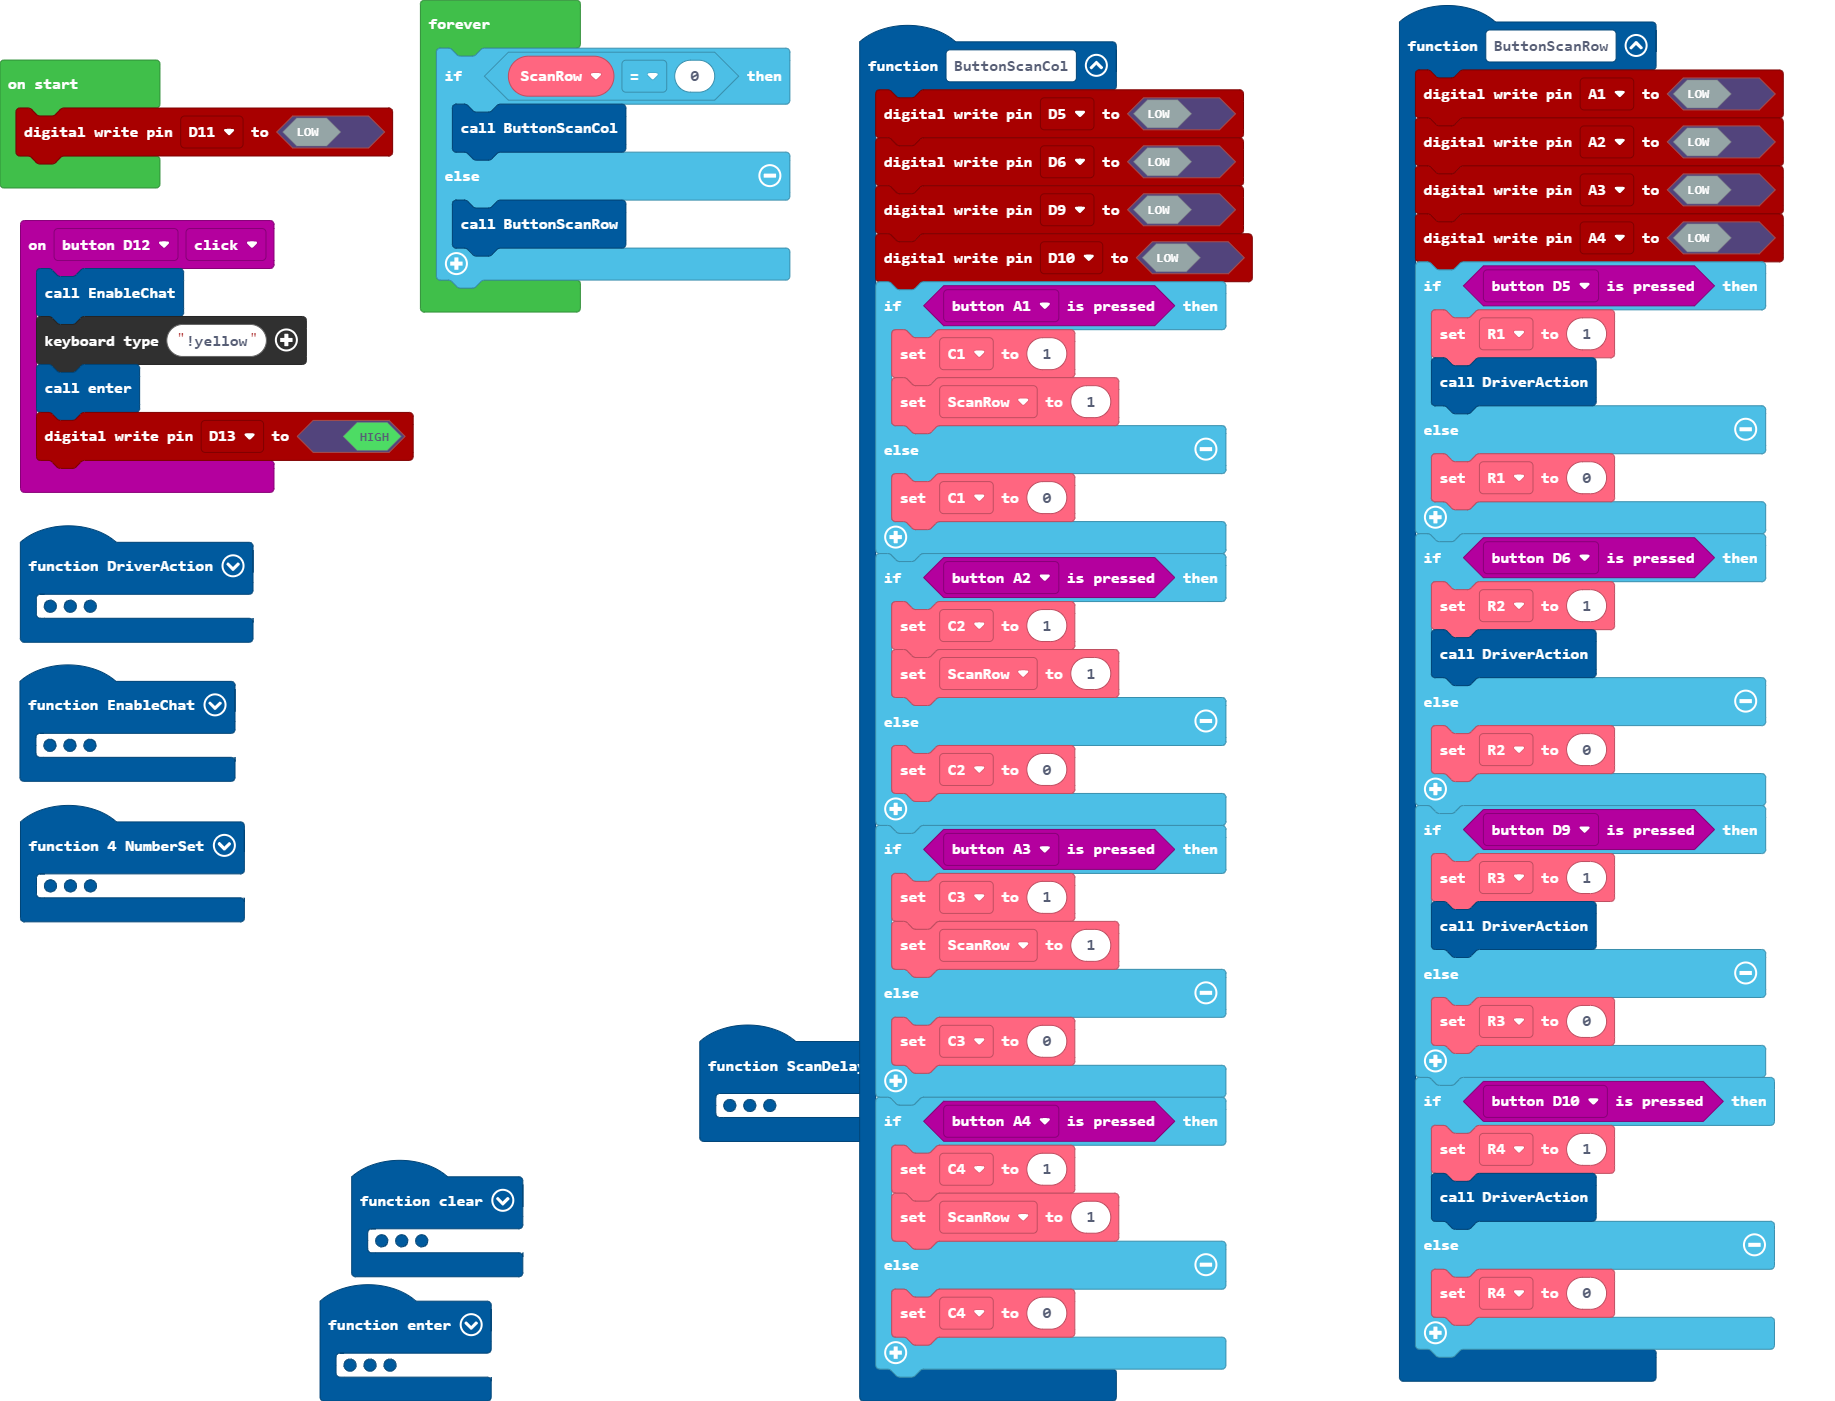 on start
digital write pin D11 to LOW
on button D12 click
call EnableChat
keyboard type "!yellow"
call enter
digital write pin D13 to HIGH
function DriverAction
function EnableChat
function 4 NumberSet
forever
if ScanRow = 0 then
call ButtonScanCol
else
call ButtonScanRow
function ScanDelay
function clear
function enter
function ButtonScanCol
digital write pin D5 to LOW
digital write pin D6 to LOW
digital write pin D9 to LOW
digital write pin D10 to LOW
if button A1 is pressed then
set C1 to 1
set ScanRow to 1
else
set C1 to 0
if button A2 is pressed then
set C2 to 1
set ScanRow to 1
else
set C2 to 0
if button A3 is pressed then
set C3 to 1
set ScanRow to 1
else
set C3 to 0
if button A4 is pressed then
set C4 to 1
set ScanRow to 1
else
set C4 to 0
function ButtonScanRow
digital write pin A1 to LOW
digital write pin A2 to LOW
digital write pin A3 to LOW
digital write pin A4 to LOW
if button D5 is pressed then
set R1 to 1
call DriverAction
else
set R1 to 0
if button D6 is pressed then
set R2 to 1
call DriverAction
else
set R2 to 0
if button D9 is pressed then
set R3 to 1
call DriverAction
else
set R3 to 0
if button D10 is pressed then
set R4 to 1
call DriverAction
else
set R4 to 0